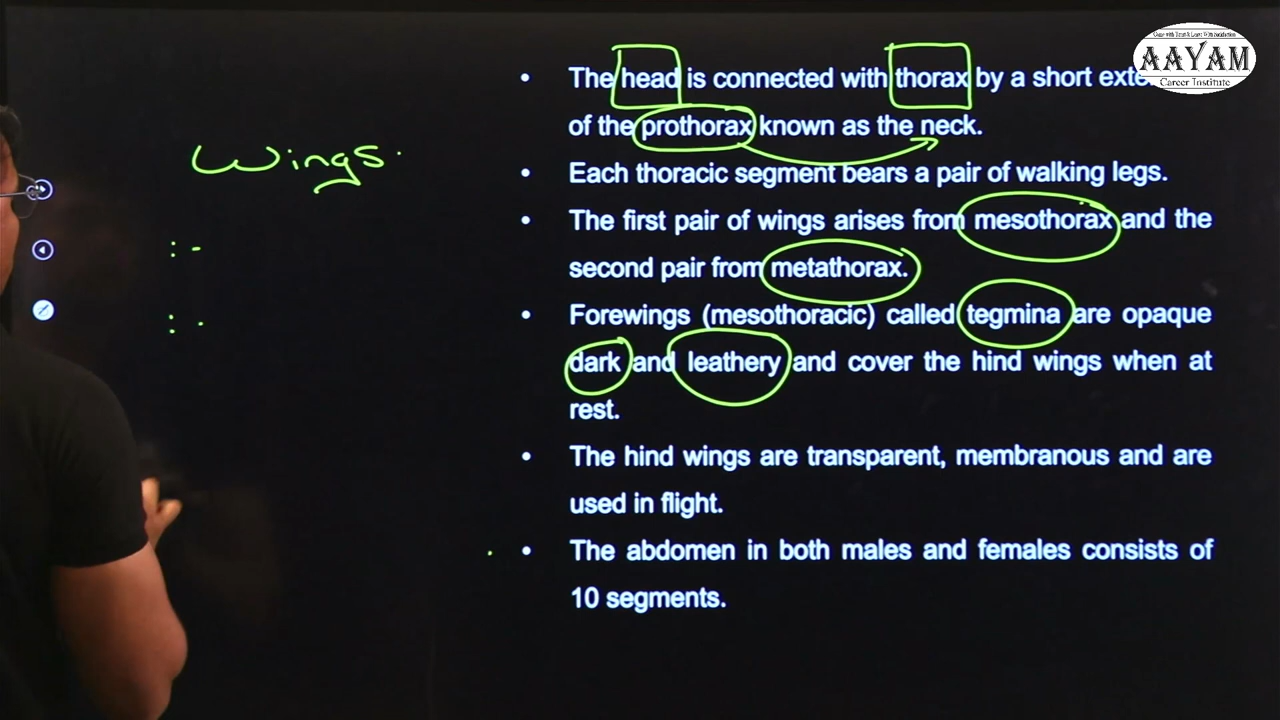 AAYAM
Career Institute
Wings.
:-
:-
• The head is connected with thorax by a short
of the prothorax known as the neck.
• Each thoracic segment bears a pair of walking legs.
• The first pair of wings arises from mesothorax and the
second pair from metathorax.
• Forewings (mesothoracic) called tegmina are opaque
dark and leathery and cover the hind wings when at
rest.
• The hind wings are transparent, membranous and are
used in flight.
• The abdomen in both males and females consists of
10 segments.